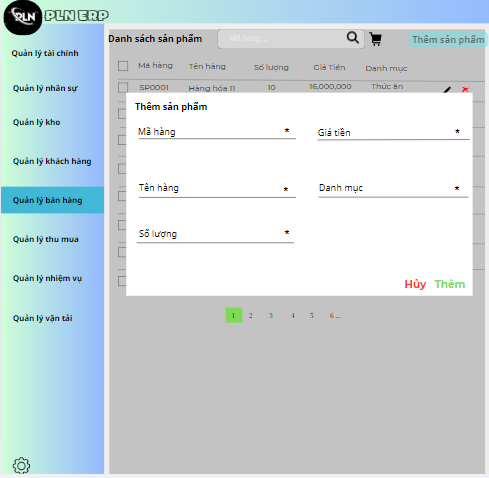 PLN
PLN ERP
Quản lý tài chính
Quản lý nhân sự
Quản lý kho
Quản lý khách hàng
Quản lý bán hàng
Quản lý thu mua
Quản lý nhiệm vụ
Quản lý vận tải
Danh sách sản phẩm
Mã hàng ...
Thêm sản phẩm
Mã hàng Tên hàng Số lượng Giá Tiền Danh mục
SP0001 Hàng hóa 11 10 16,000,000 Thức ăn
Thêm sản phẩm
Mã hàng * Giá tiền *
Tên hàng * Danh mục *
Số lượng *
Hủy Thêm
1 2 3 4 5 6 ...